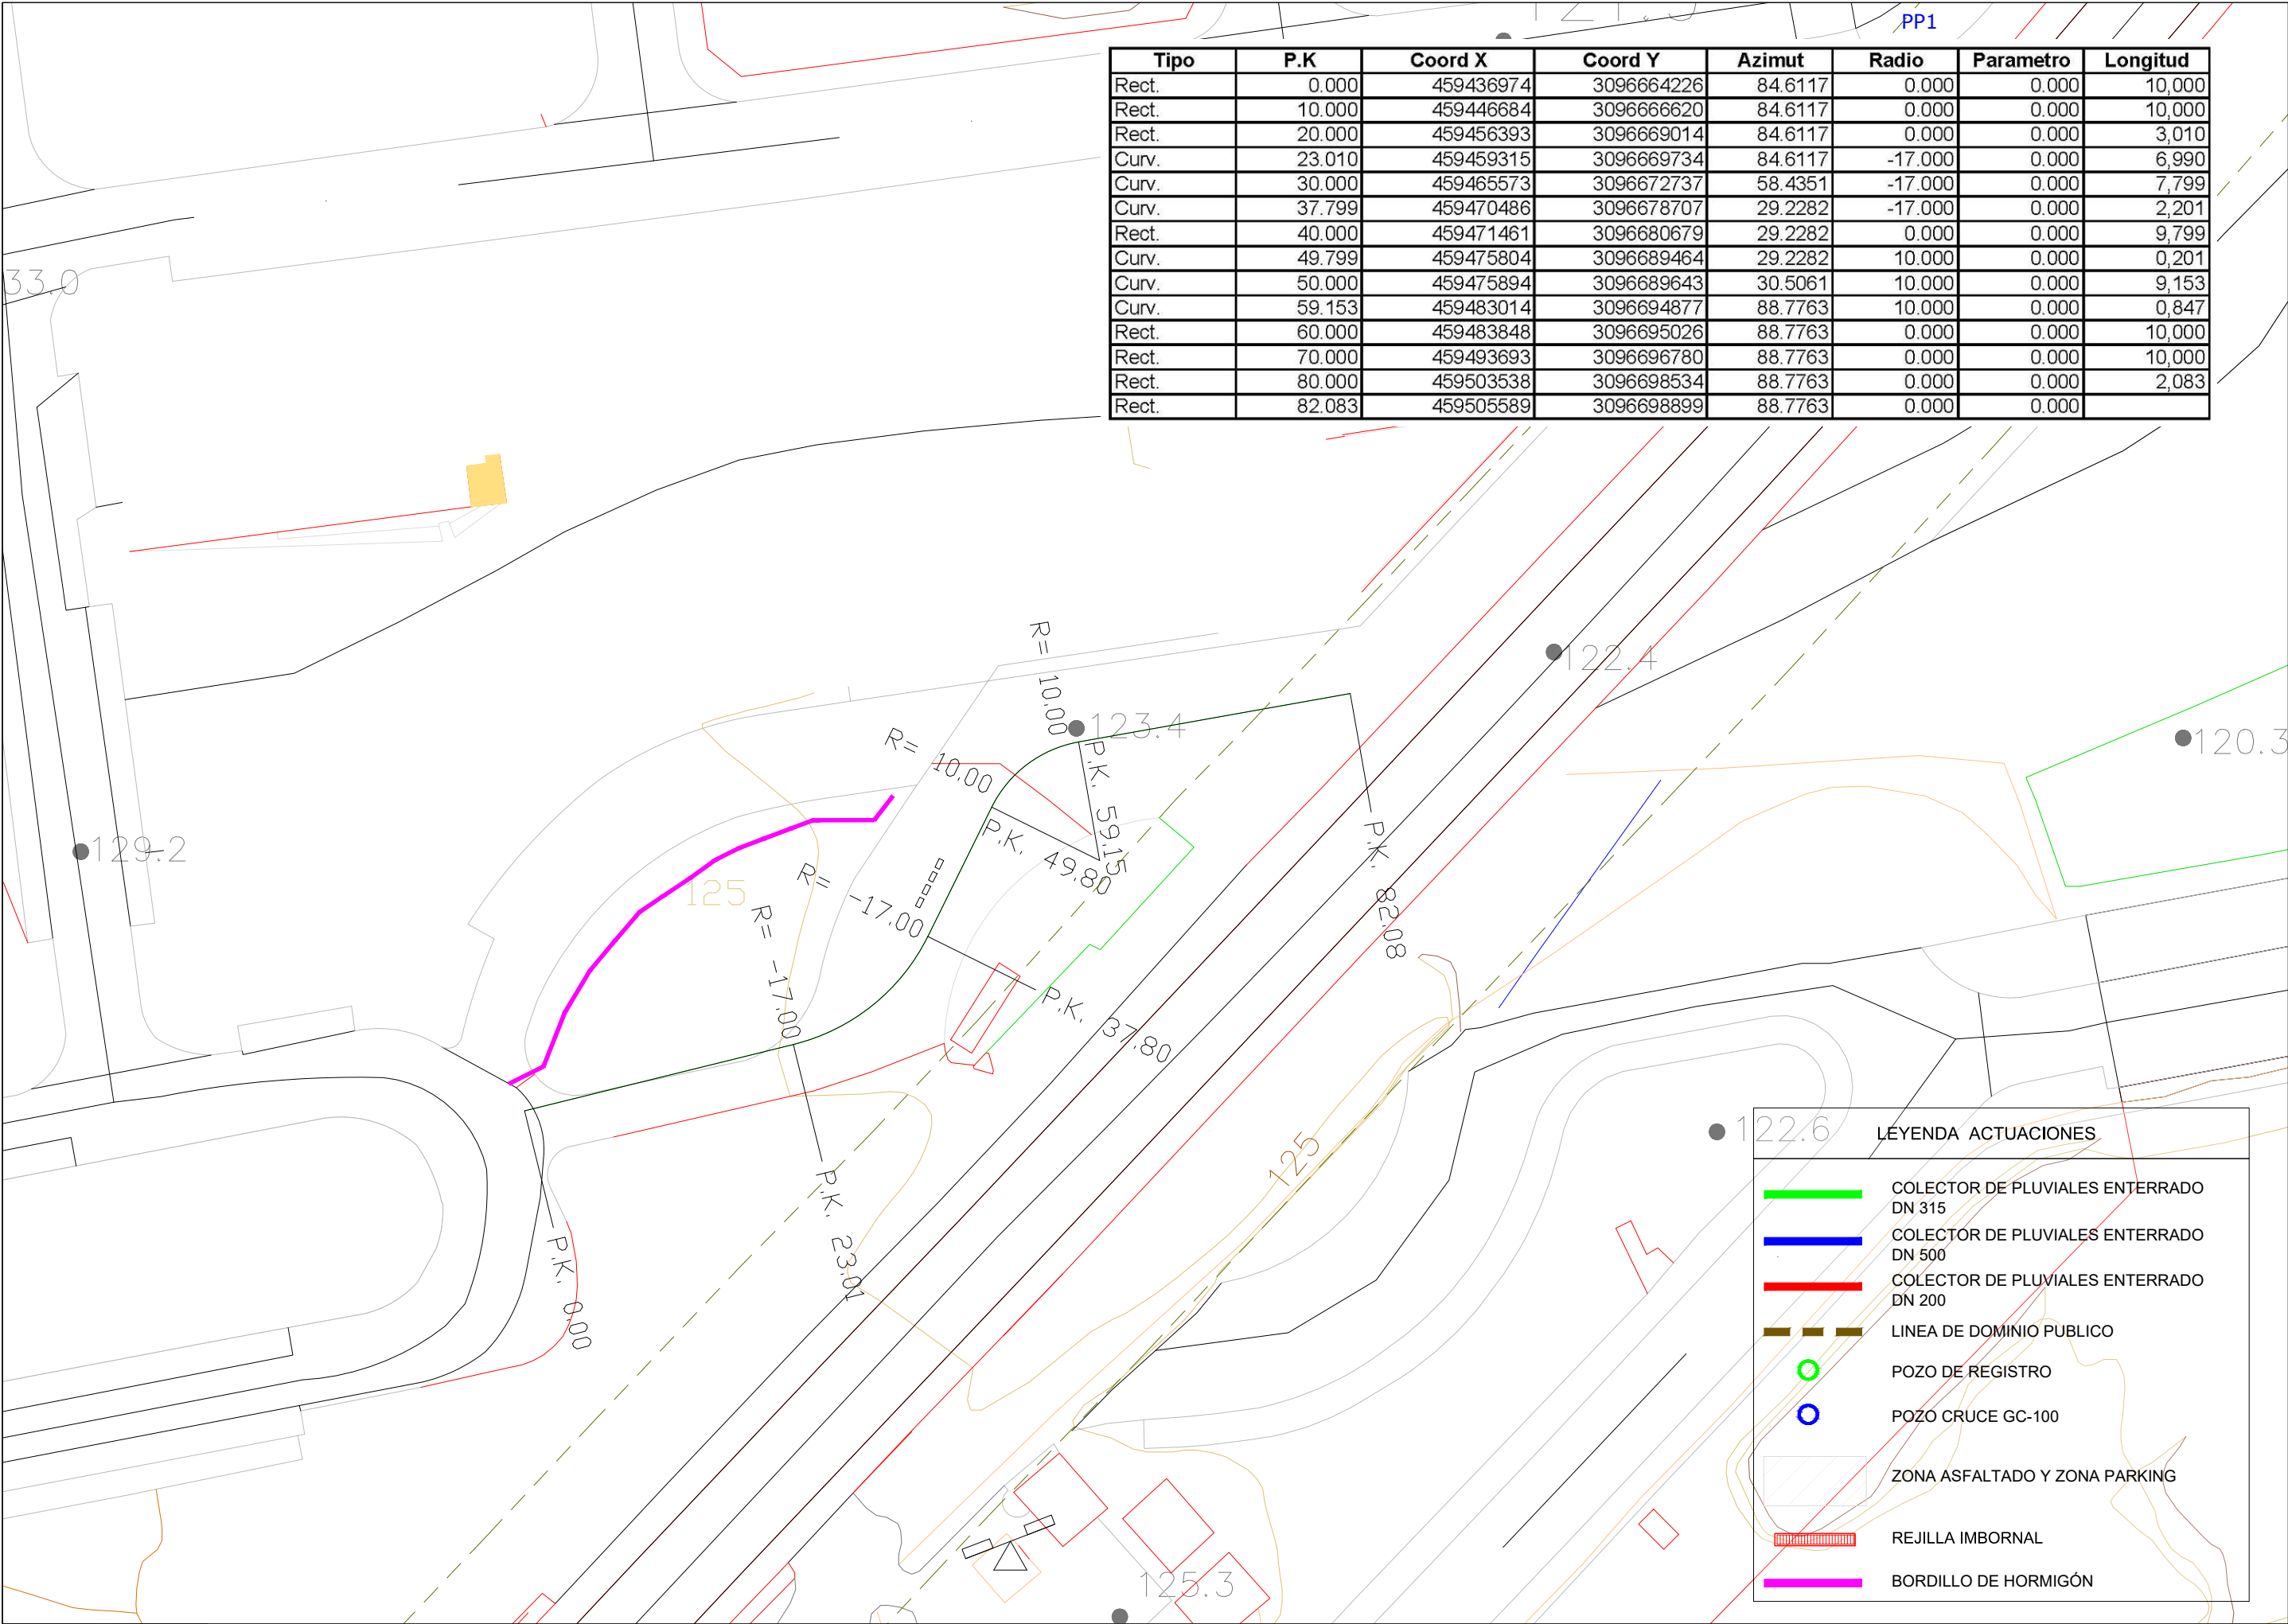 PP1
Tipo P.K Coord X Coord Y Azimut Radio Parametro Longitud
Rect. 0.000 459436974 3096664226 84.6117 0.000 0.000 10,000
Rect. 10.000 459446684 3096666620 84.6117 0.000 0.000 10,000
Rect. 20.000 459456393 3096669014 84.6117 0.000 0.000 3,010
Curv. 23.010 459459315 3096669734 84.6117 -17.000 0.000 6,990
Curv. 30.000 459465573 3096672737 58.4351 -17.000 0.000 7,799
Curv. 37.799 459470486 3096678707 29.2282 -17.000 0.000 2,201
Rect. 40.000 459471461 3096680679 29.2282 0.000 0.000 9,799
Curv. 49.799 459475804 3096689464 29.2282 10.000 0.000 0,201
Curv. 50.000 459475894 3096689643 30.5061 10.000 0.000 9,153
Curv. 59.153 459483014 3096694877 88.7763 10.000 0.000 0,847
Rect. 60.000 459483848 3096695026 88.7763 0.000 0.000 10,000
Rect. 70.000 459493693 3096696780 88.7763 0.000 0.000 10,000
Rect. 80.000 459503538 3096698534 88.7763 0.000 0.000 2,083
Rect. 82.083 459505589 3096698899 88.7763 0.000 0.000
33.0
122.4
R= 10.00
123.4
120.3
R= 10.00
P.K. 59.15
P.K. 49.80
P.K. 82.08
129.2
125
R= -17.00
R= -17.00
P.K. 37.80
P.K. 23.01
P.K. 0.00
125
122.6
125.3
LEYENDA ACTUACIONES
COLECTOR DE PLUVIALES ENTERRADO
DN 315
COLECTOR DE PLUVIALES ENTERRADO
DN 500
COLECTOR DE PLUVIALES ENTERRADO
DN 200
LINEA DE DOMINIO PUBLICO
POZO DE REGISTRO
POZO CRUCE GC-100
ZONA ASFALTADO Y ZONA PARKING
REJILLA IMBORNAL
BORDILLO DE HORMIGÓN